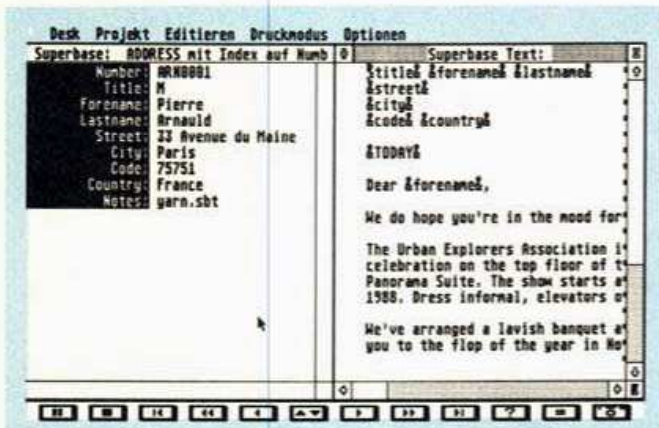 Desk Projekt Editieren Druckmodus Optionen
Superbase: ADDRESS mit Index auf Numb
Number: ARN0001
Title: M
Forename: Pierre
Lastname: Arnauld
Street: 33 Avenue du Maine
City: Paris
Code: 75751
Country: France
Notes: yarn.sbt
Superbase Text:
&title& &forename& &lastname&
&street&
&city&
&code& &country&
&TODAY&
Dear &forename&,
We do hope you're in the mood for
The Urban Explorers Association i
celebration on the top floor of t
Panorama Suite. The show starts a
1988. Dress informal, elevators o
We've arranged a lavish banquet a
you to the flop of the year in No